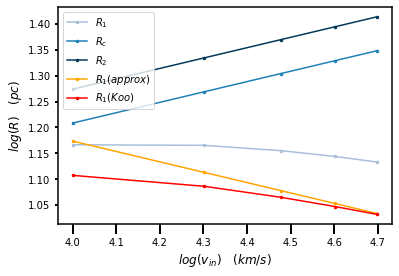 1.40
1.35
1.30
1.25
1.20
1.15
1.10
1.05
log(R) (pc)
R₁
R_c
R₂
R₁(approx)
R₁(Koo)
4.0 4.1 4.2 4.3 4.4 4.5 4.6 4.7
log(v_in) (km/s)